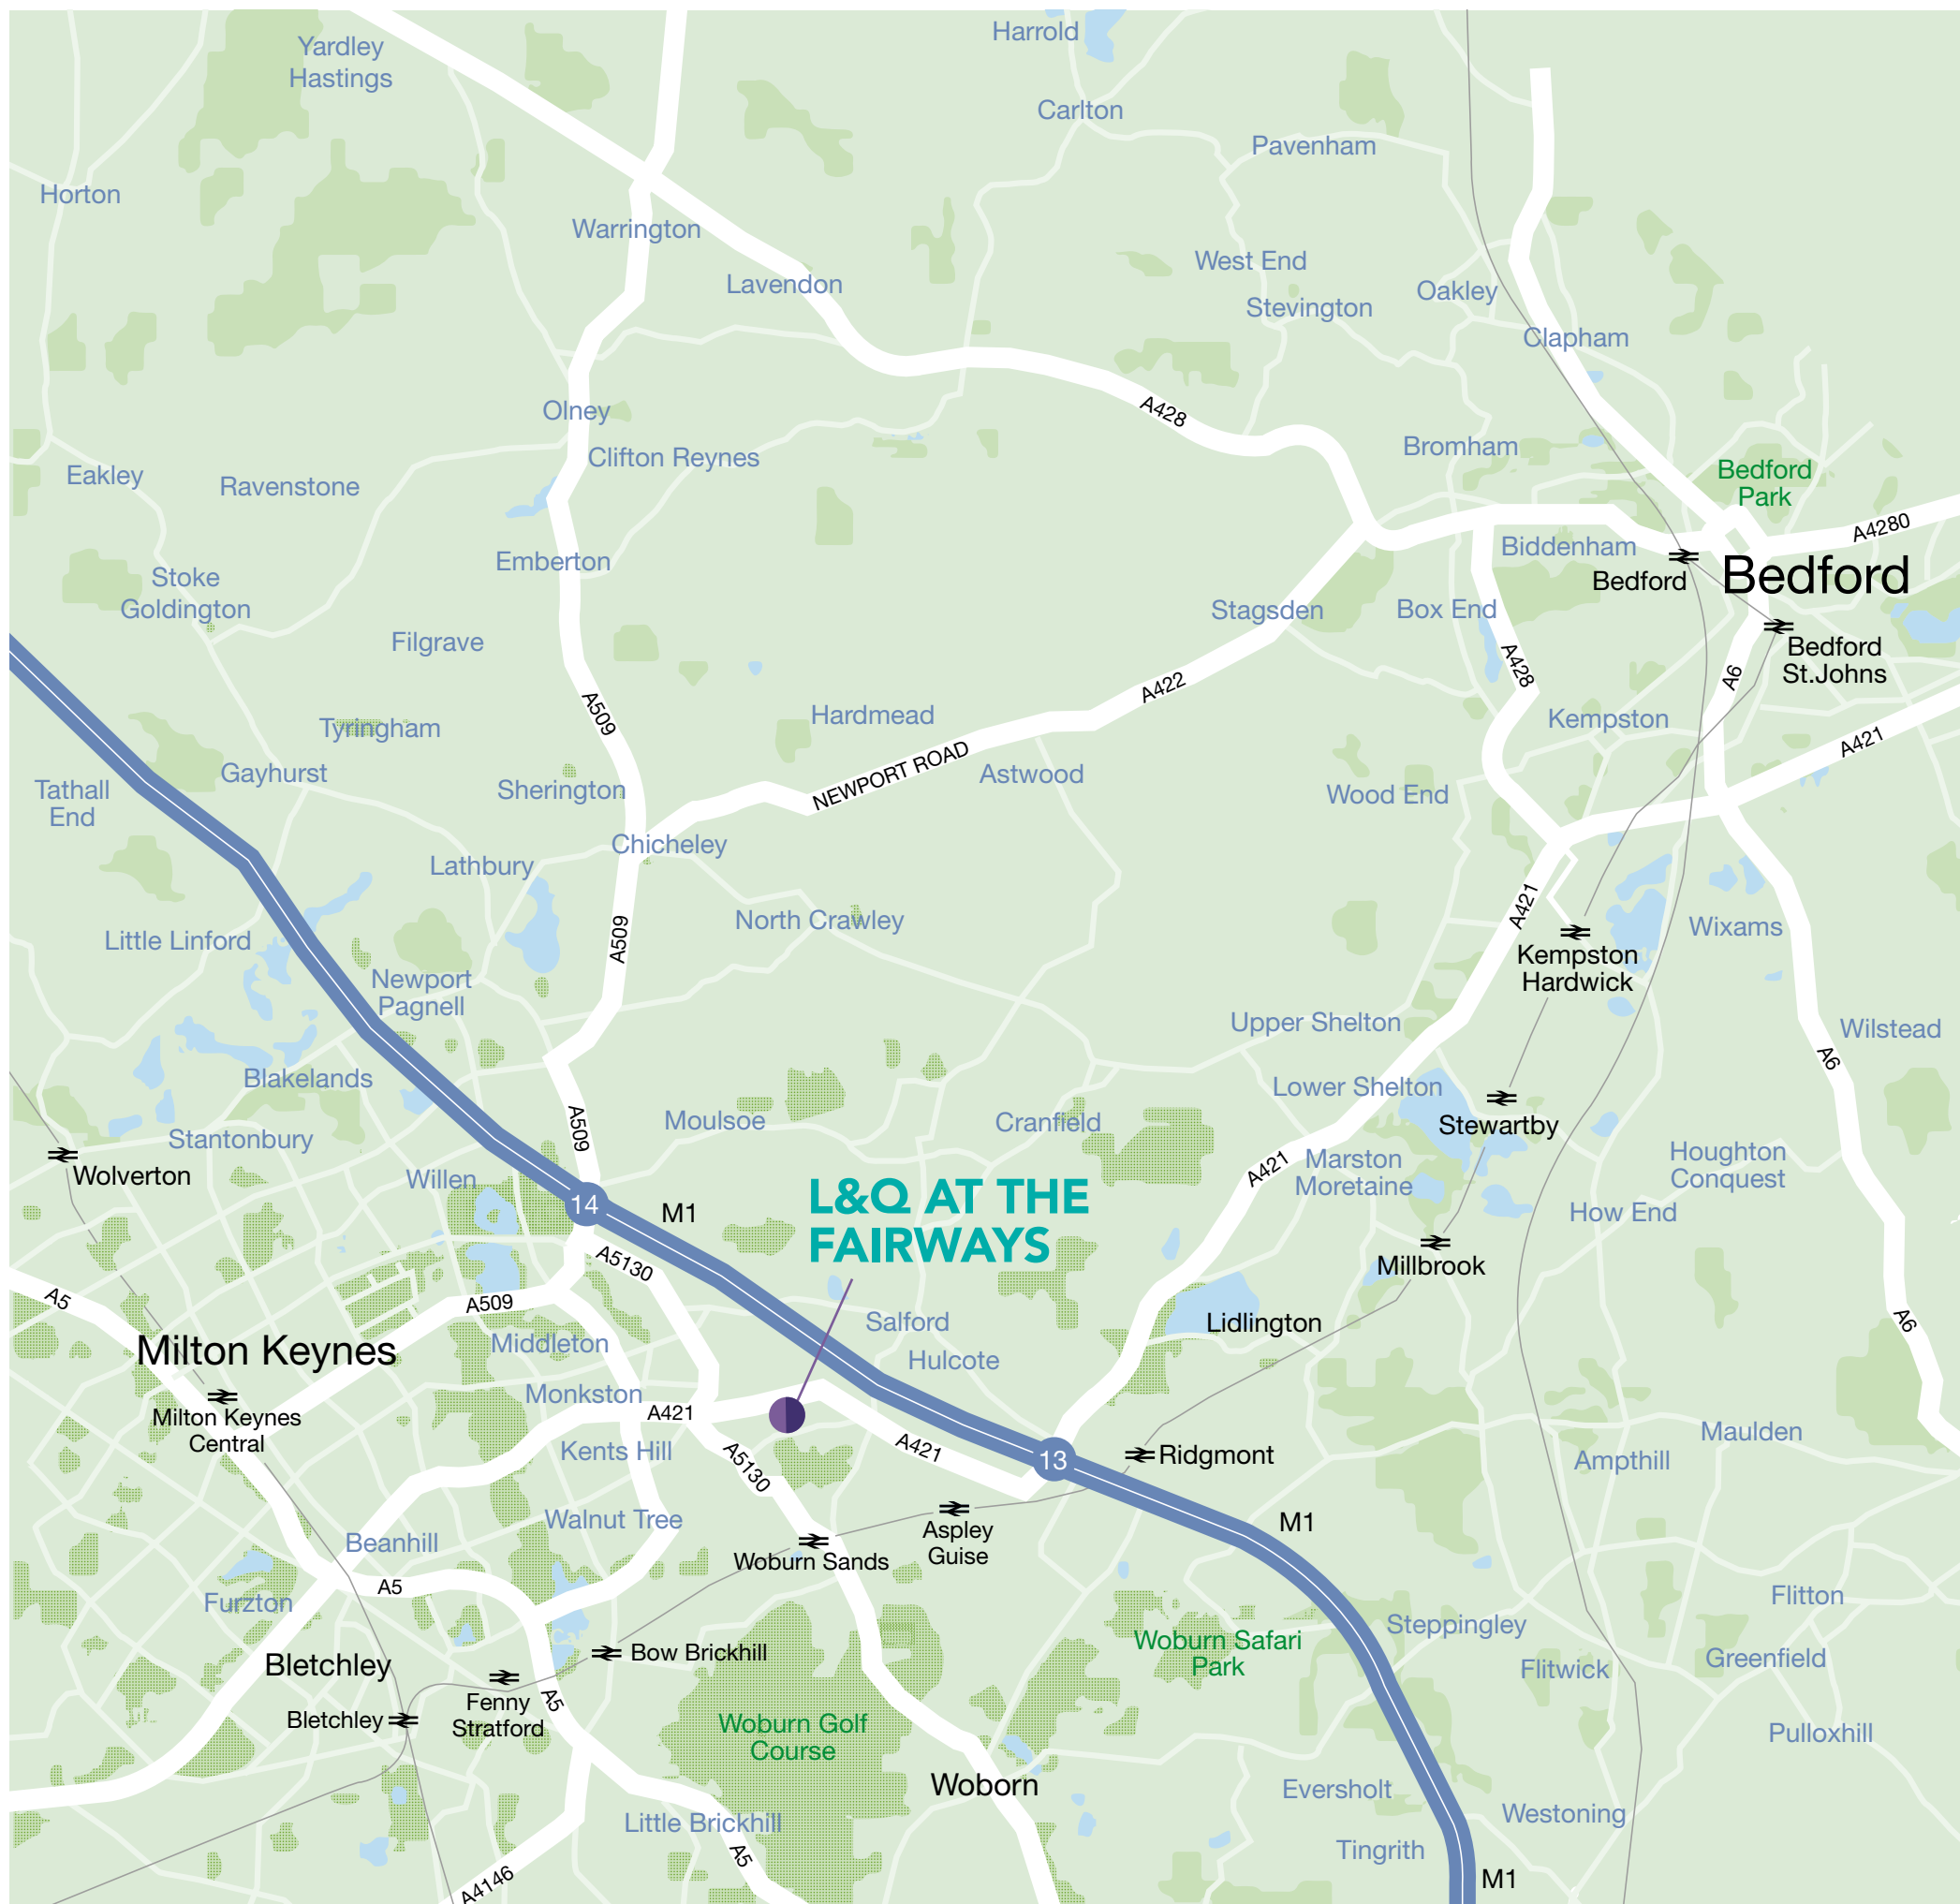 Harrold
Yardley
Hastings
Carlton
Pavenham
Horton
Warrington
West End
Lavendon
Oakley
Stevington
Clapham
A428
Olney
Bromham
Clifton Reynes
Bedford
Park
Eakley
Ravenstone
A4280
Biddenham
Emberton
Bedford
Bedford
Stoke
Goldington
Stagsden
Box End
Filgrave
Bedford
St.Johns
A428
A6
A422
A509
Hardmead
Kempston
Tyringham
A421
NEWPORT ROAD
Gayhurst
Astwood
Tathall
End
Sherington
Wood End
Chicheley
Lathbury
A421
North Crawley
Wixams
Little Linford
A509
Kempston
Hardwick
Newport
Pagnell
Upper Shelton
Wilstead
A6
Blakelands
Lower Shelton
Moulsoe
Cranfield
Stewartby
A509
Stantonbury
Houghton
Conquest
Wolverton
Willen
A421
Marston
Moretaine
L&Q AT THE
FAIRWAYS
14
M1
How End
A5130
Millbrook
A5
A509
Salford
Lidlington
A6
Middleton
Milton Keynes
Hulcote
Monkston
A421
Milton Keynes
Central
Maulden
Kents Hill
A5130
A421
13
Ridgmont
Ampthill
Walnut Tree
M1
Beanhill
Aspley
Guise
Woburn Sands
A5
Furzton
Flitton
Steppingley
Woburn Safari
Park
Bow Brickhill
Bletchley
Flitwick
Greenfield
Fenny
Stratford
A5
Bletchley
Woburn Golf
Course
Pulloxhill
Woborn
Eversholt
Westoning
Little Brickhill
Tingrith
A5
A4146
M1